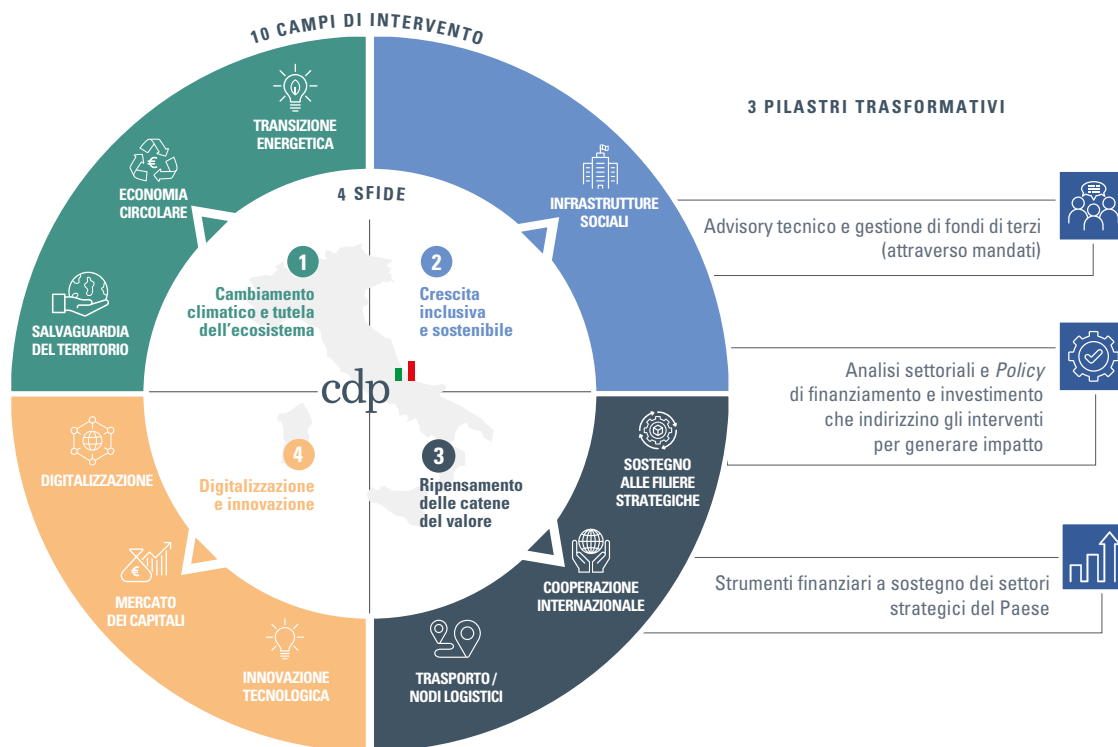 10 CAMPI DI INTERVENTO
TRANSIZIONE
ENERGETICA
ECONOMIA
CIRCOLARE
SALVAGUARDIA
DEL TERRITORIO
INFRASTRUTTURE
SOCIALI
4 SFIDE
1
Cambiamento
climatico e tutela
dell'ecosistema
2
Crescita
inclusiva
e sostenibile
cdp
4
Digitalizzazione
e innovazione
3
Ripensamento
delle catene
del valore
DIGITALIZZAZIONE
MERCATO
DEI CAPITALI
INNOVAZIONE
TECNOLOGICA
SOSTEGNO
ALLE FILIERE
STRATEGICHE
COOPERAZIONE
INTERNAZIONALE
TRASPORTO /
NODI LOGISTICI
3 PILASTRI TRASFORMATIVI
Advisory tecnico e gestione di fondi di terzi
(attraverso mandati)
Analisi settoriali e Policy
di finanziamento e investimento
che indirizzino gli interventi
per generare impatto
Strumenti finanziari a sostegno dei settori
strategici del Paese
€
€